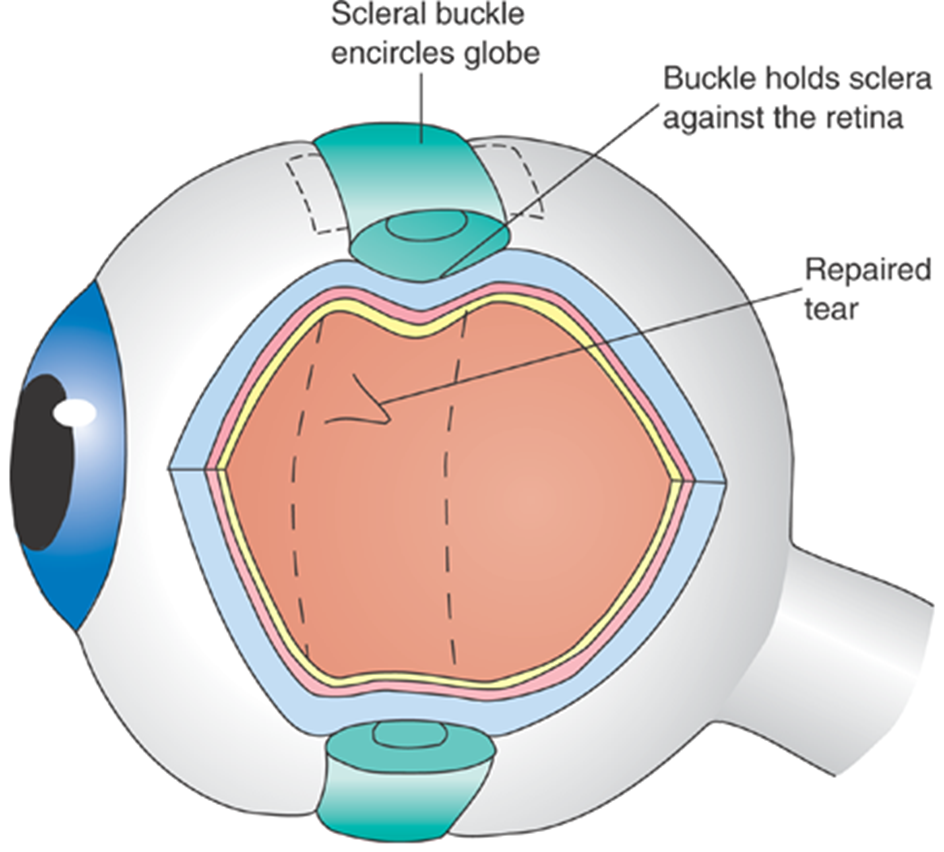 Scleral buckle
encircles globe
Buckle holds sclera
against the retina
Repaired
tear